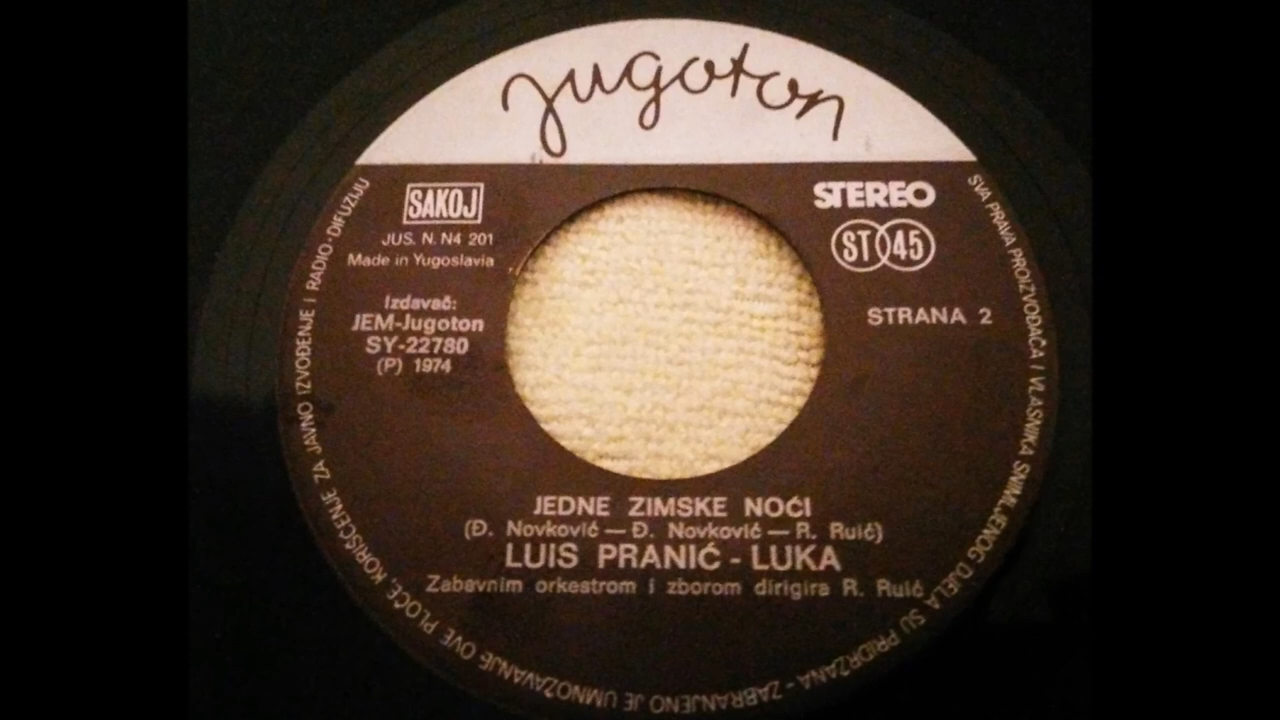 Jugoton
SAKOJ
JUS. N. N4 201
Made in Yugoslavia
Izdavač:
JEM-Jugoton
SY-22780
(P) 1974
STEREO
ST 45
STRANA 2
JEDNE ZIMSKE NOĆI
(Đ. Novković — Đ. Novković — R. Ruić)
LUIS PRANIĆ - LUKA
Zabavnim orkestrom i zborom dirigira R. Ruić
SVA PRAVA PROIZVOĐAČA I VLASNIKA SNIMLJENOG DJELA SU PRIDRŽANA - ZABRANJENO JE UMNOŽAVANJE OVE PLOČE, KORIŠĆENJE ZA JAVNO IZVOĐENJE I RADIO-DIFUZIJU